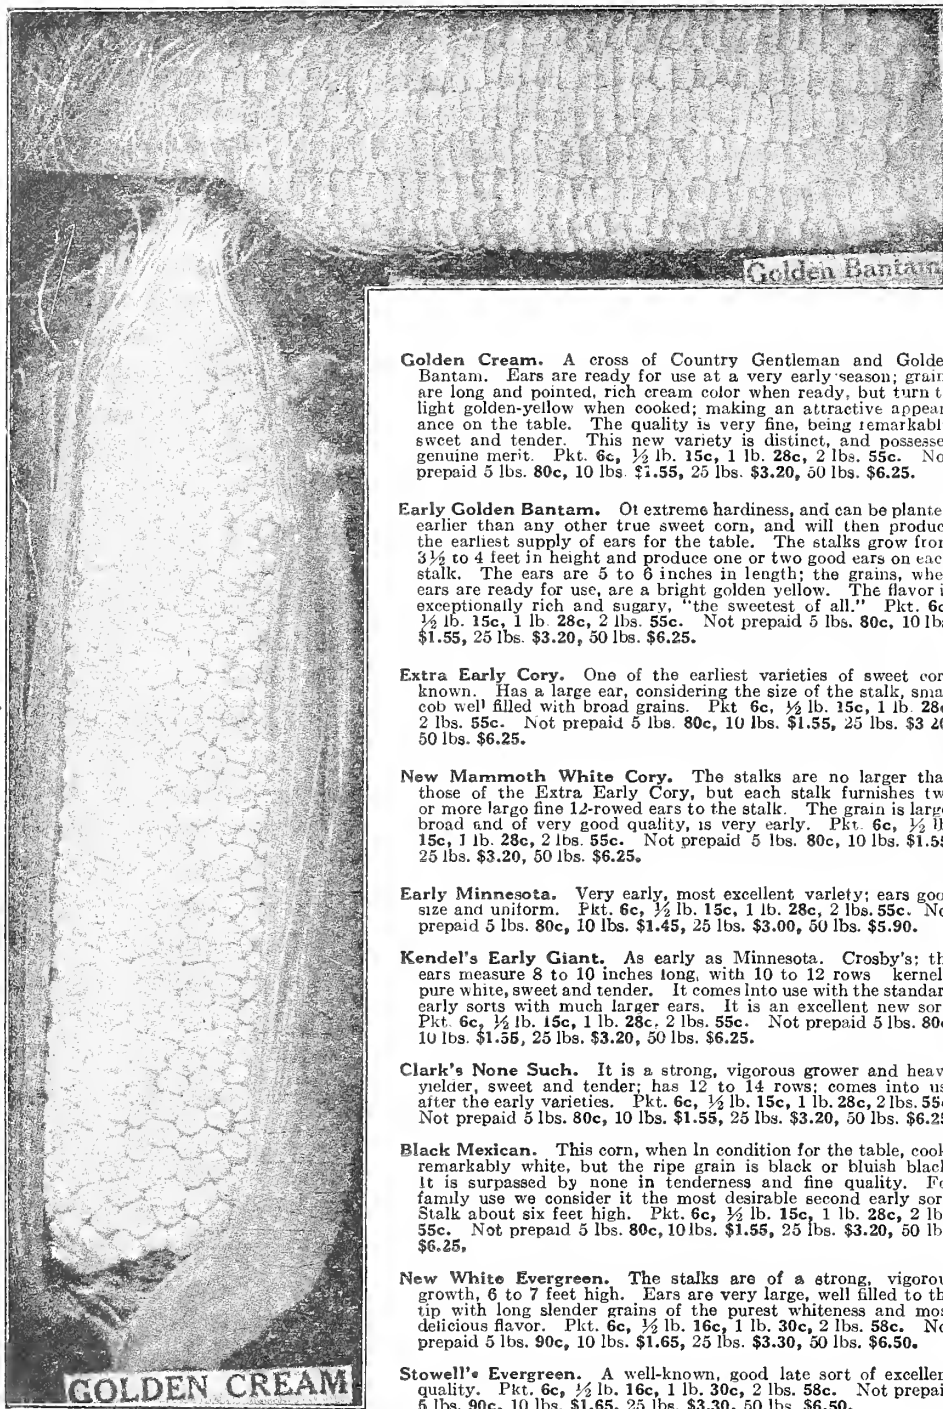 Golden Bantam
Golden Cream. A cross of Country Gentleman and Golde
Bantam. Ears are ready for use at a very early season; grain
are long and pointed, rich cream color when ready, but turn t
light golden-yellow when cooked; making an attractive appear
ance on the table. The quality is very fine, being remarkabl
sweet and tender. This new variety is distinct, and possesse
genuine merit. Pkt. 6c, ½ lb. 15c, 1 lb. 28c, 2 lbs. 55c. No
prepaid 5 lbs. 80c, 10 lbs. $1.55, 25 lbs. $3.20, 50 lbs. $6.25.
Early Golden Bantam. Of extreme hardiness, and can be plante
earlier than any other true sweet corn, and will then produc
the earliest supply of ears for the table. The stalks grow from
3½ to 4 feet in height and produce one or two good ears on eac
stalk. The ears are 5 to 6 inches in length; the grains, whe
ears are ready for use, are a bright golden yellow. The flavor i
exceptionally rich and sugary, "the sweetest of all." Pkt. 6c
½ lb. 15c, 1 lb. 28c, 2 lbs. 55c. Not prepaid 5 lbs. 80c, 10 lbs
$1.55, 25 lbs. $3.20, 50 lbs. $6.25.
Extra Early Cory. One of the earliest varieties of sweet cor
known. Has a large ear, considering the size of the stalk, sma
cob well filled with broad grains. Pkt 6c, ½ lb. 15c, 1 lb. 28c
2 lbs. 55c. Not prepaid 5 lbs. 80c, 10 lbs. $1.55, 25 lbs. $3 20
50 lbs. $6.25.
New Mammoth White Cory. The stalks are no larger tha
those of the Extra Early Cory, but each stalk furnishes tw
or more large fine 12-rowed ears to the stalk. The grain is larg
broad and of very good quality, is very early. Pkt. 6c, ½ lb
15c, 1 lb. 28c, 2 lbs. 55c. Not prepaid 5 lbs. 80c, 10 lbs. $1.55
25 lbs. $3.20, 50 lbs. $6.25.
Early Minnesota. Very early, most excellent variety; ears goo
size and uniform. Pkt. 6c, ½ lb. 15c, 1 lb. 28c, 2 lbs. 55c. No
prepaid 5 lbs. 80c, 10 lbs. $1.45, 25 lbs. $3.00, 50 lbs. $5.90.
Kendel's Early Giant. As early as Minnesota. Crosby's; th
ears measure 8 to 10 inches long, with 10 to 12 rows kernel
pure white, sweet and tender. It comes into use with the standar
early sorts with much larger ears. It is an excellent new sor
Pkt. 6c, ½ lb. 15c, 1 lb. 28c, 2 lbs. 55c. Not prepaid 5 lbs. 80c
10 lbs. $1.55, 25 lbs. $3.20, 50 lbs. $6.25.
Clark's None Such. It is a strong, vigorous grower and heav
yielder, sweet and tender; has 12 to 14 rows; comes into us
after the early varieties. Pkt. 6c, ½ lb. 15c, 1 lb. 28c, 2 lbs. 55c
Not prepaid 5 lbs. 80c, 10 lbs. $1.55, 25 lbs. $3.20, 50 lbs. $6.25
Black Mexican. This corn, when in condition for the table, cook
remarkably white, but the ripe grain is black or bluish black
It is surpassed by none in tenderness and fine quality. Fo
family use we consider it the most desirable second early sor
Stalk about six feet high. Pkt. 6c, ½ lb. 15c, 1 lb. 28c, 2 lb
55c. Not prepaid 5 lbs. 80c, 10 lbs. $1.55, 25 lbs. $3.20, 50 lb
$6.25,
New White Evergreen. The stalks are of a strong, vigorou
growth, 6 to 7 feet high. Ears are very large, well filled to th
tip with long slender grains of the purest whiteness and mos
delicious flavor. Pkt. 6c, ½ lb. 16c, 1 lb. 30c, 2 lbs. 58c. No
prepaid 5 lbs. 90c, 10 lbs. $1.65, 25 lbs. $3.30, 50 lbs. $6.50.
Stowell's Evergreen. A well-known, good late sort of excellen
quality. Pkt. 6c, ½ lb. 16c, 1 lb. 30c, 2 lbs. 58c. Not prepai
5 lbs. 90c, 10 lbs. $1.65, 25 lbs. $3.30, 50 lbs. $6.50.
GOLDEN CREAM